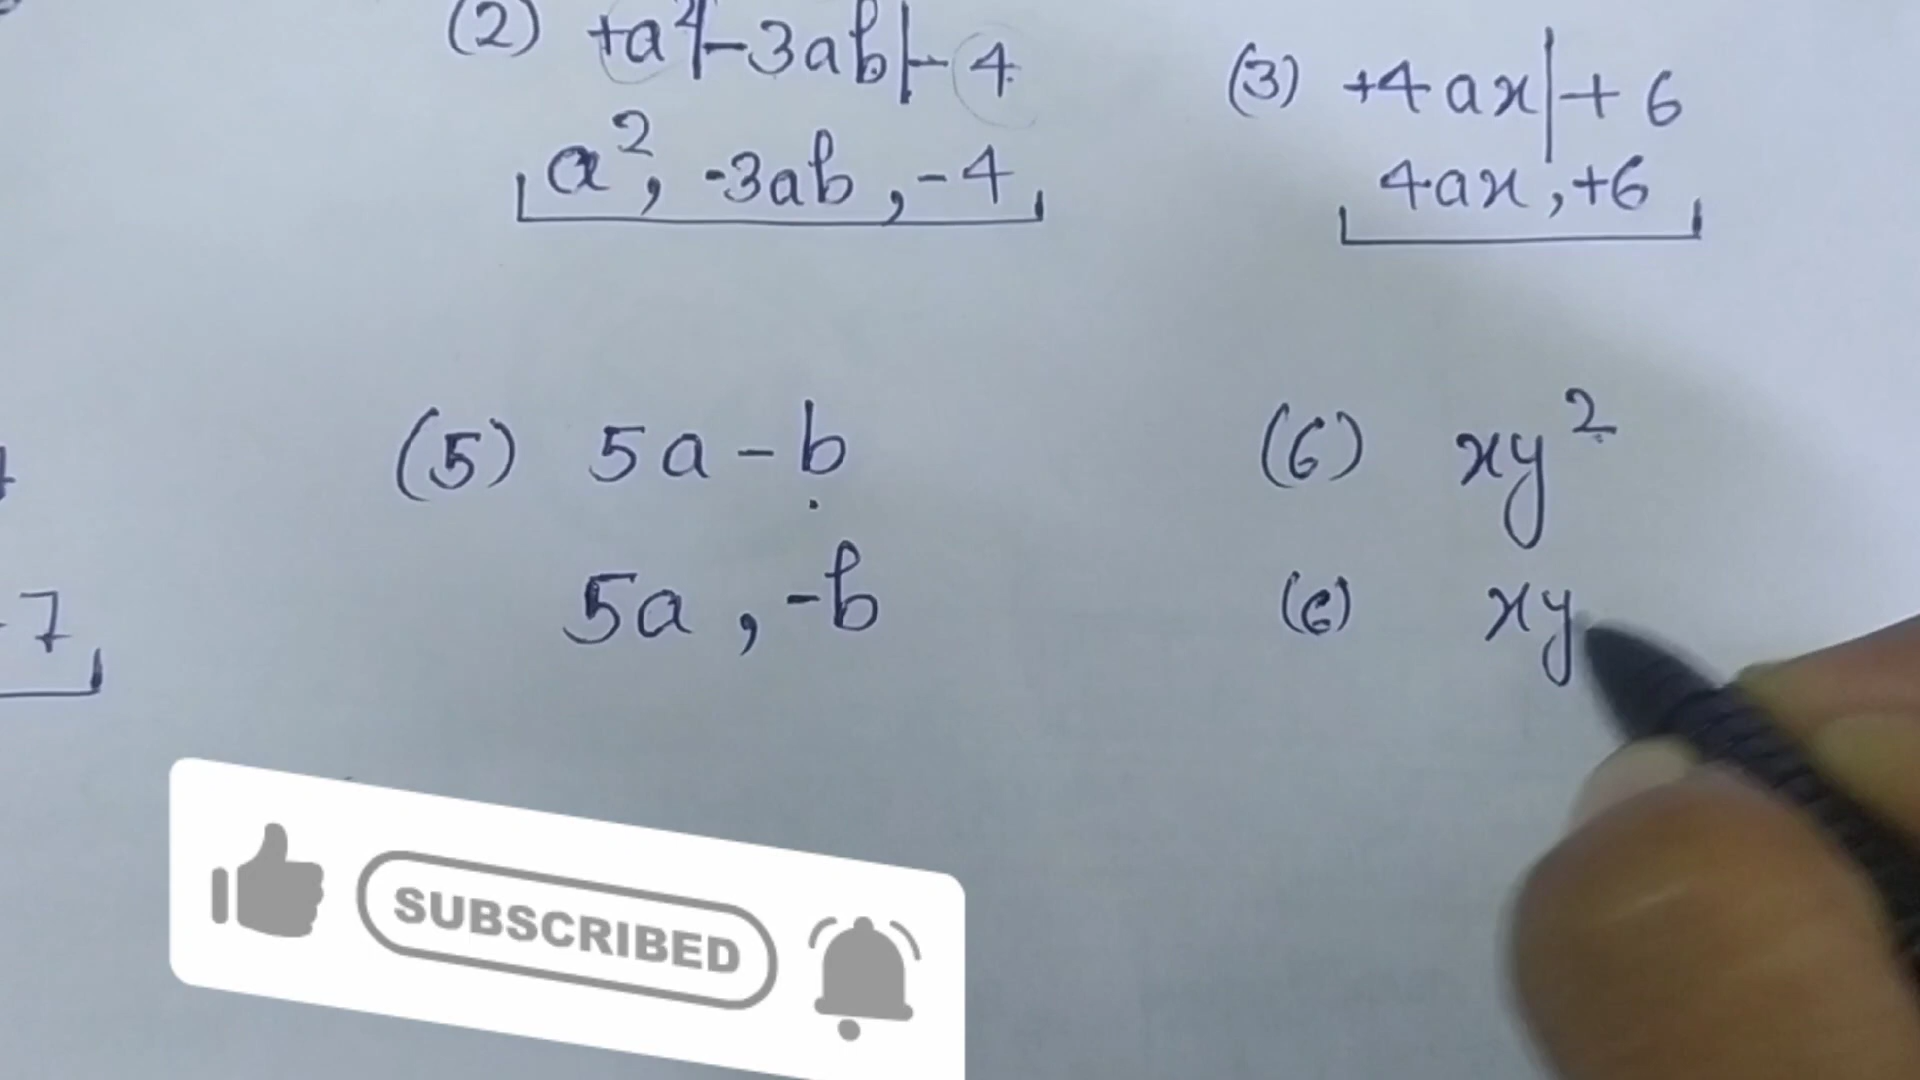 (2) +a²|-3ab|-4
a², -3ab, -4
(3) +4ax|+6
4ax, +6
-7
(5) 5a-b
5a, -b
(6) xy²
(6) xy
SUBSCRIBED